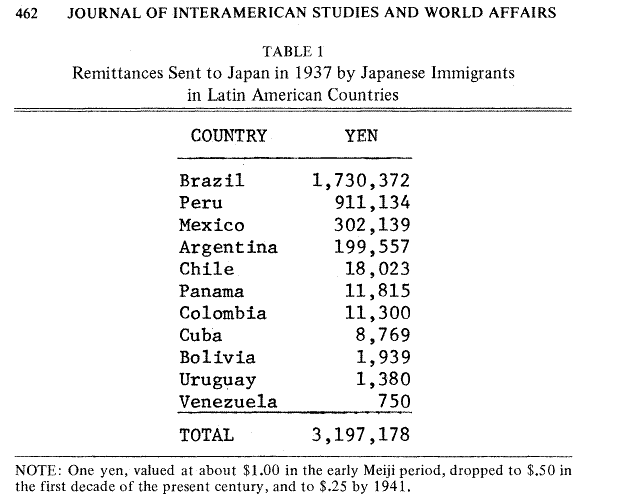 462 JOURNAL OF INTERAMERICAN STUDIES AND WORLD AFFAIRS
TABLE 1
Remittances Sent to Japan in 1937 by Japanese Immigrants
in Latin American Countries
COUNTRY YEN
Brazil 1,730,372
Peru 911,134
Mexico 302,139
Argentina 199,557
Chile 18,023
Panama 11,815
Colombia 11,300
Cuba 8,769
Bolivia 1,939
Uruguay 1,380
Venezuela 750
TOTAL 3,197,178
NOTE: One yen, valued at about $1.00 in the early Meiji period, dropped to $.50 in
the first decade of the present century, and to $.25 by 1941.